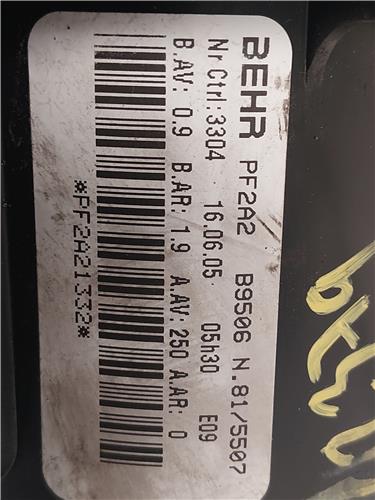 BEHR PF2A2 B9506 N.81/5507
Nr Ctrl:3304 16.06.05 05h30 E09
B.AV: 0.9 B.AR: 1.9 A.AV: 250 A.AR: 0
*PF2A21332*